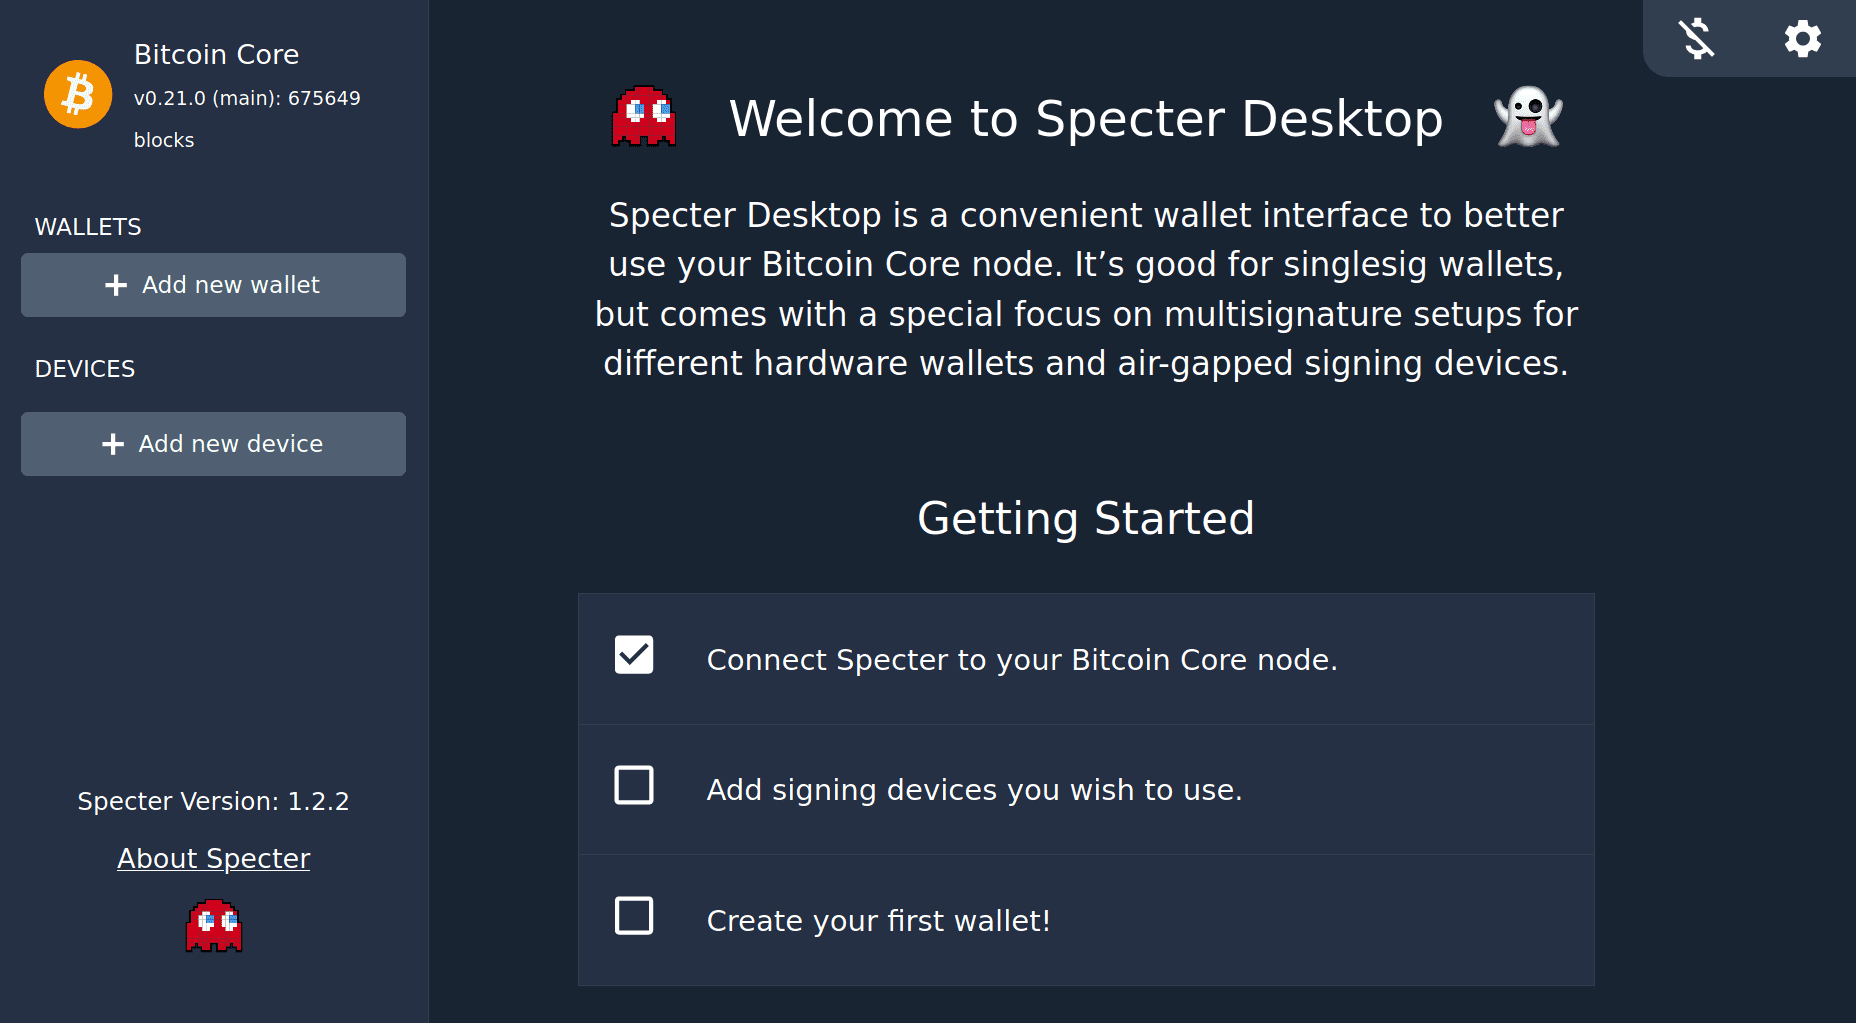 Bitcoin Core
v0.21.0 (main): 675649
blocks
WALLETS
Add new wallet
DEVICES
Add new device
Specter Version: 1.2.2
About Specter
Welcome to Specter Desktop
Specter Desktop is a convenient wallet interface to better
use your Bitcoin Core node. It’s good for singlesig wallets,
but comes with a special focus on multisignature setups for
different hardware wallets and air-gapped signing devices.
Getting Started
Connect Specter to your Bitcoin Core node.
Add signing devices you wish to use.
Create your first wallet!